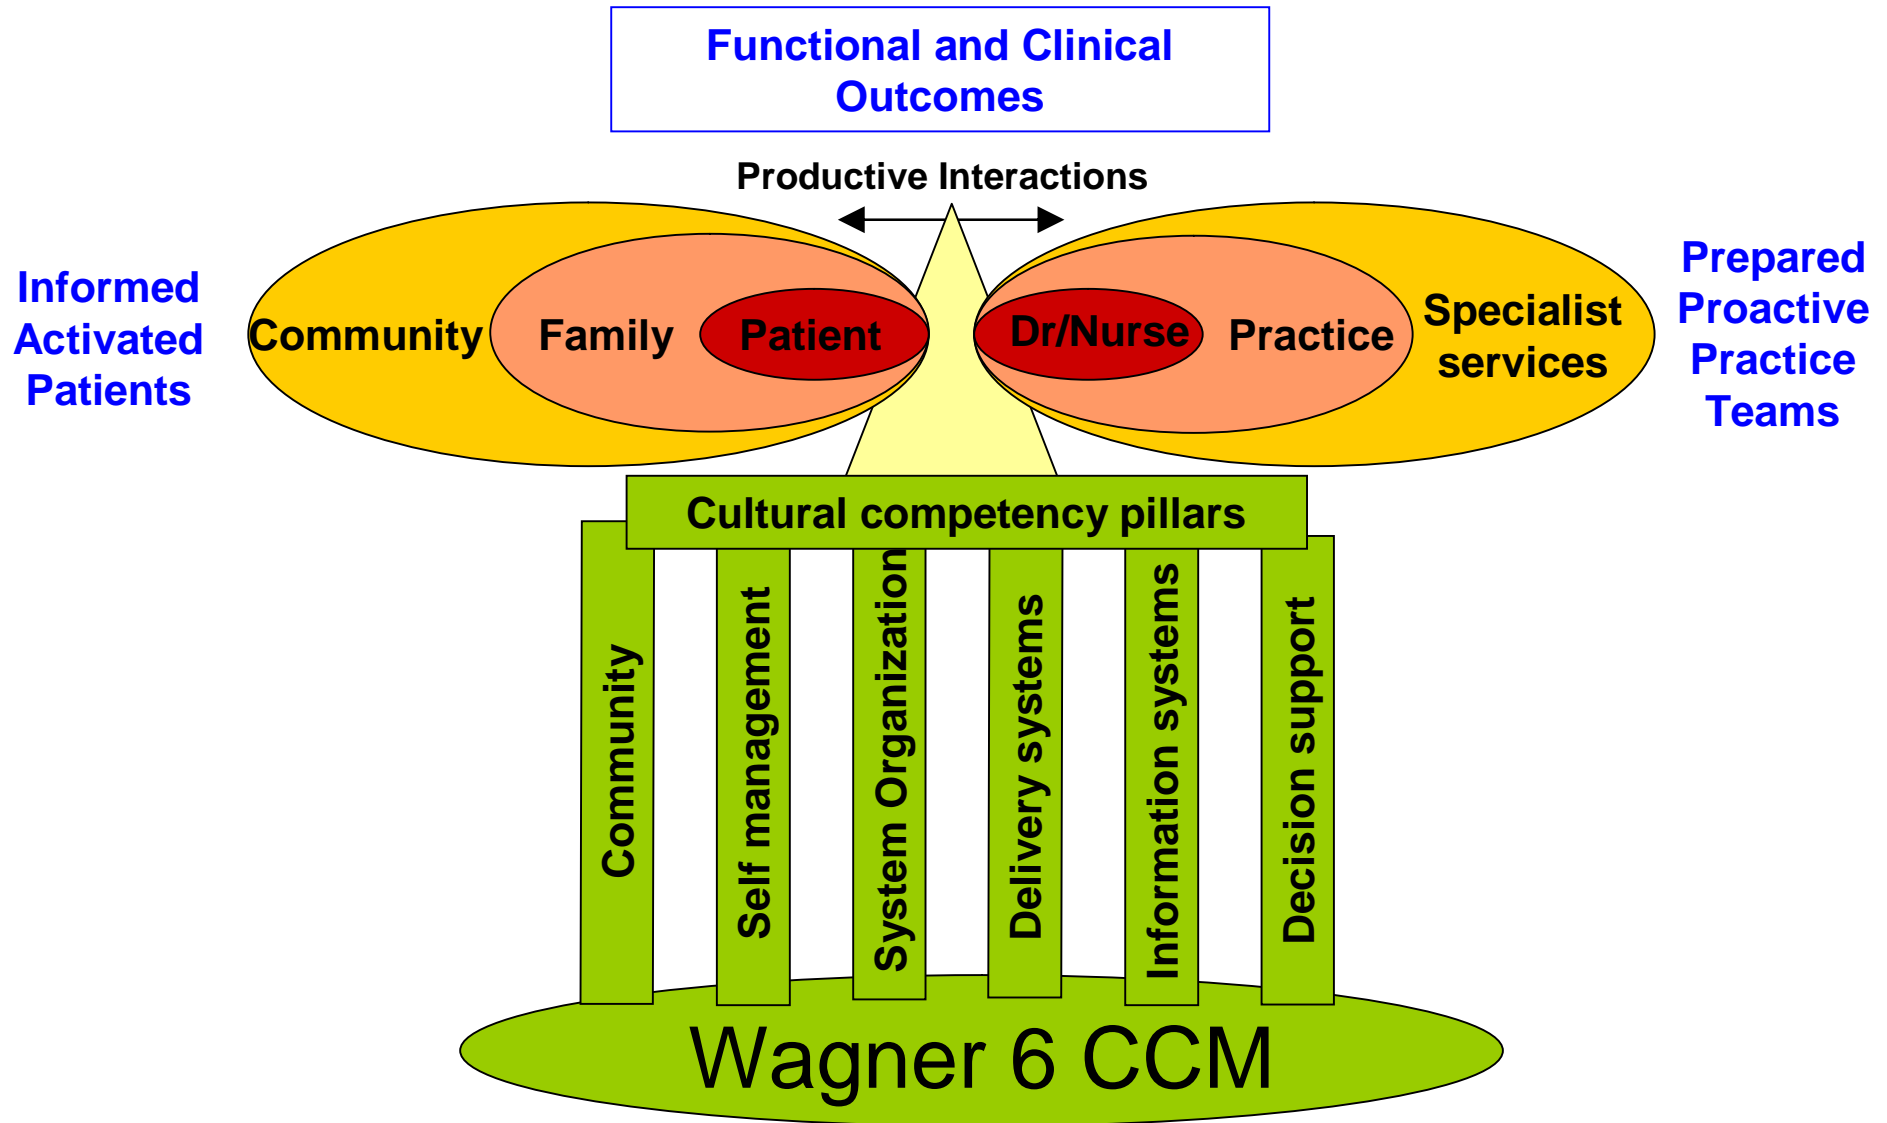 Functional and Clinical
Outcomes
Productive Interactions
Informed
Activated
Patients
Community
Family
Patient
Dr/Nurse
Practice
Specialist
services
Prepared
Proactive
Practice
Teams
Cultural competency pillars
Community
Self management
System Organization
Delivery systems
Information systems
Decision support
Wagner 6 CCM